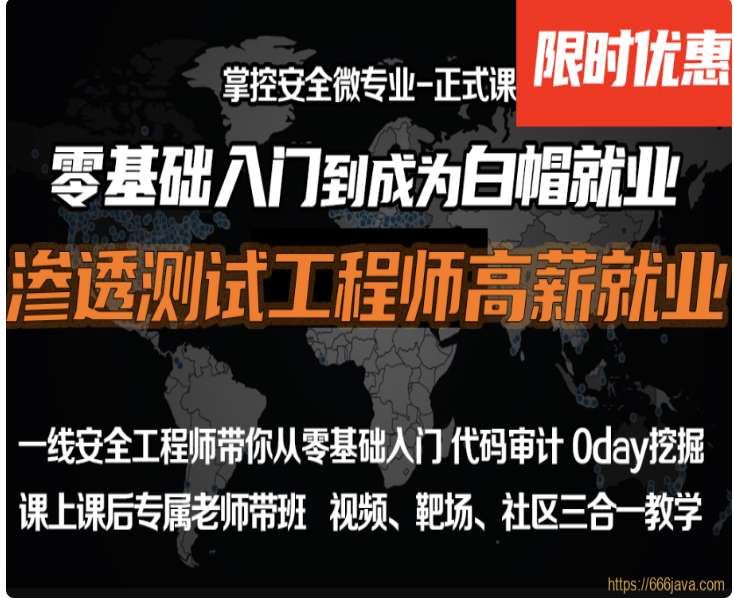 限时优惠
掌控安全微专业-正式课
零基础入门到成为白帽就业
渗透测试工程师高薪就业
一线安全工程师带你从零基础入门 代码审计 0day挖掘
课上课后专属老师带班 视频、靶场、社区三合一教学
https://666java.com